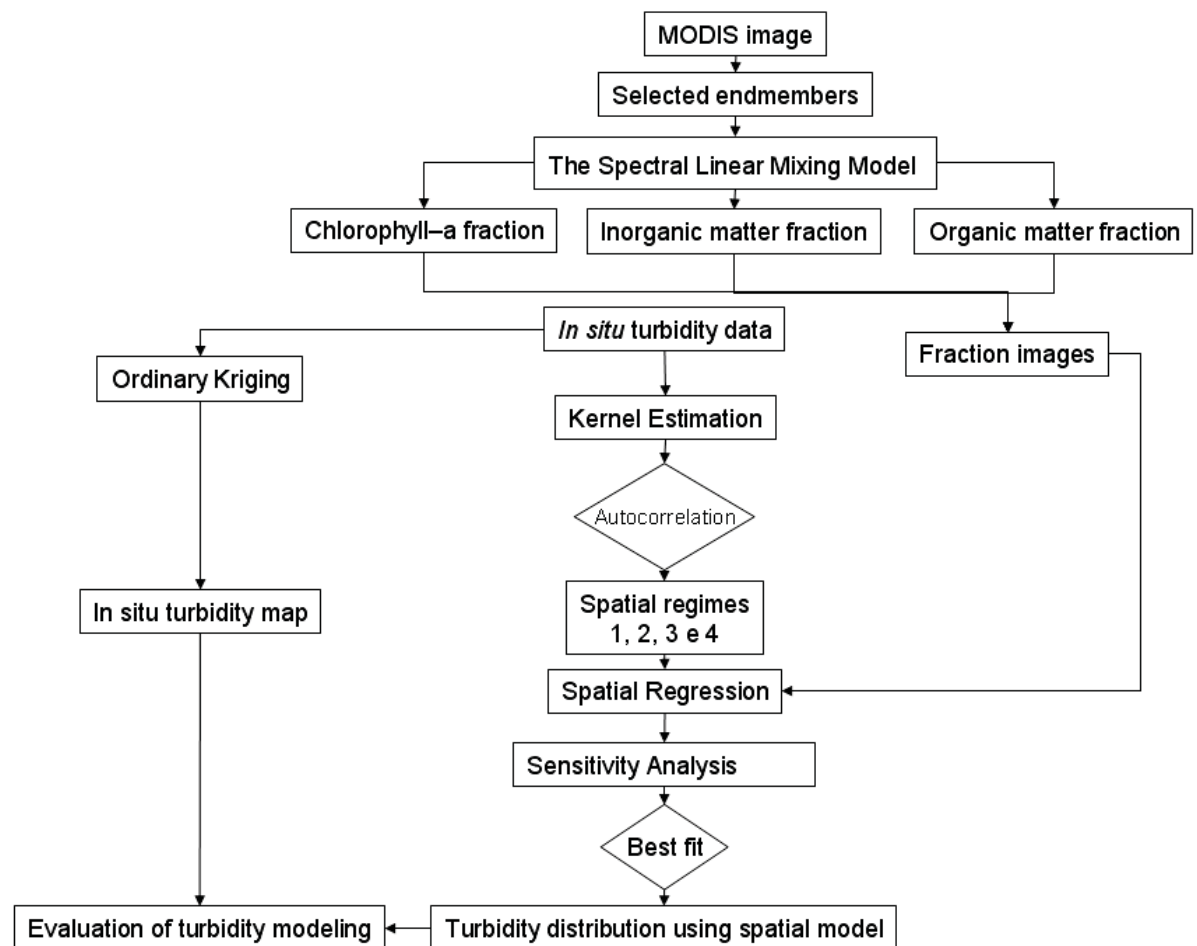 MODIS image
Selected endmembers
The Spectral Linear Mixing Model
Chlorophyll–a fraction
Inorganic matter fraction
Organic matter fraction
In situ turbidity data
Fraction images
Ordinary Kriging
Kernel Estimation
Autocorrelation
In situ turbidity map
Spatial regimes
1, 2, 3 e 4
Spatial Regression
Sensitivity Analysis
Best fit
Evaluation of turbidity modeling
Turbidity distribution using spatial model